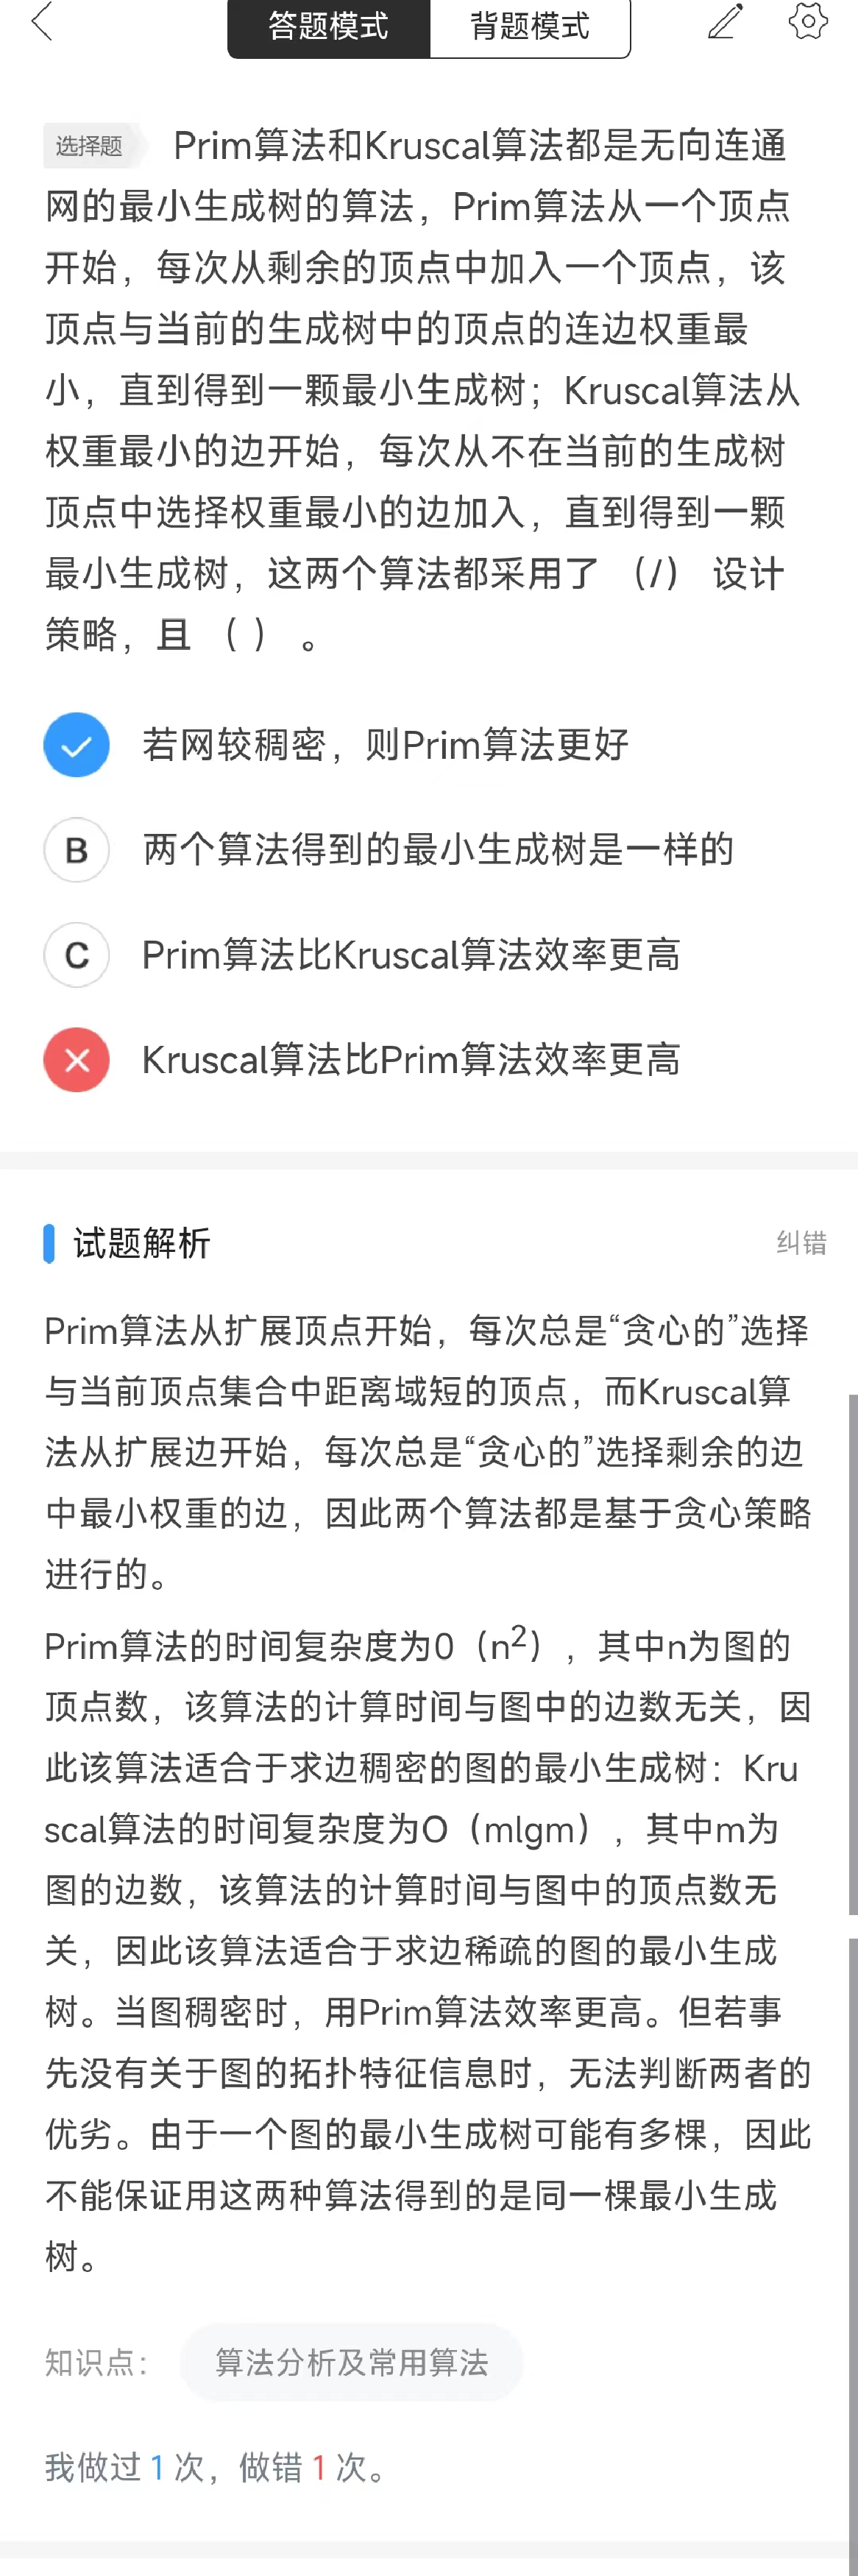 答题模式 背题模式
选择题 Prim算法和Kruscal算法都是无向连通
网的最小生成树的算法，Prim算法从一个顶点
开始，每次从剩余的顶点中加入一个顶点，该
顶点与当前的生成树中的顶点的连边权重最
小，直到得到一颗最小生成树；Kruscal算法从
权重最小的边开始，每次从不在当前的生成树
顶点中选择权重最小的边加入，直到得到一颗
最小生成树，这两个算法都采用了 （/） 设计
策略，且 （ ） 。
若网较稠密，则Prim算法更好
B 两个算法得到的最小生成树是一样的
C Prim算法比Kruscal算法效率更高
Kruscal算法比Prim算法效率更高
试题解析 纠错
Prim算法从扩展顶点开始，每次总是“贪心的”选择
与当前顶点集合中距离域短的顶点，而Kruscal算
法从扩展边开始，每次总是“贪心的”选择剩余的边
中最小权重的边，因此两个算法都是基于贪心策略
进行的。
Prim算法的时间复杂度为0（n²），其中n为图的
顶点数，该算法的计算时间与图中的边数无关，因
此该算法适合于求边稠密的图的最小生成树：Kru
scal算法的时间复杂度为O（mlgm），其中m为
图的边数，该算法的计算时间与图中的顶点数无
关，因此该算法适合于求边稀疏的图的最小生成
树。当图稠密时，用Prim算法效率更高。但若事
先没有关于图的拓扑特征信息时，无法判断两者的
优劣。由于一个图的最小生成树可能有多棵，因此
不能保证用这两种算法得到的是同一棵最小生成
树。
知识点： 算法分析及常用算法
我做过 1 次，做错 1 次。